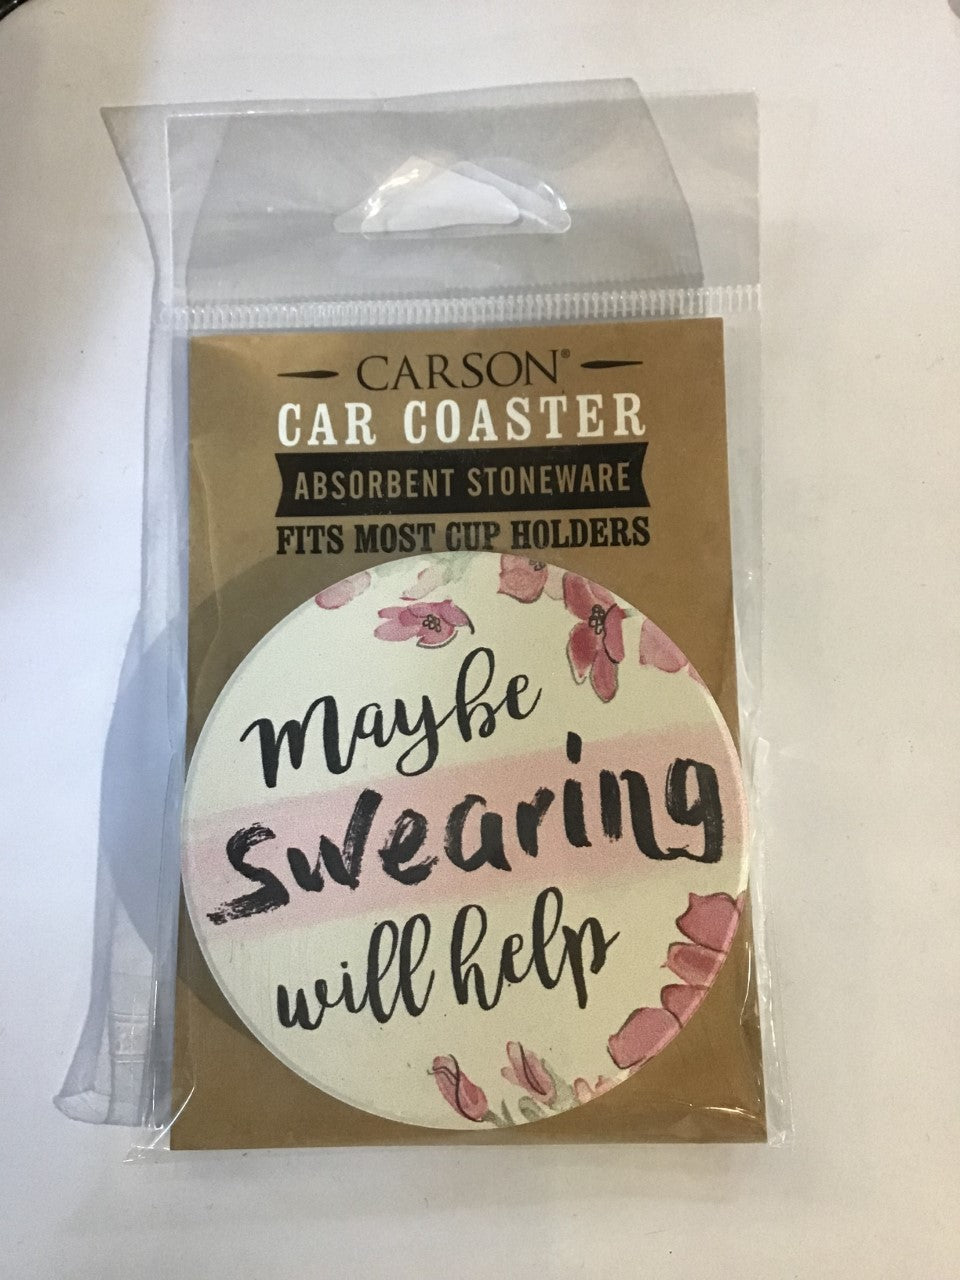 CARSON®
CAR COASTER
ABSORBENT STONEWARE
FITS MOST CUP HOLDERS
maybe
swearing
will help